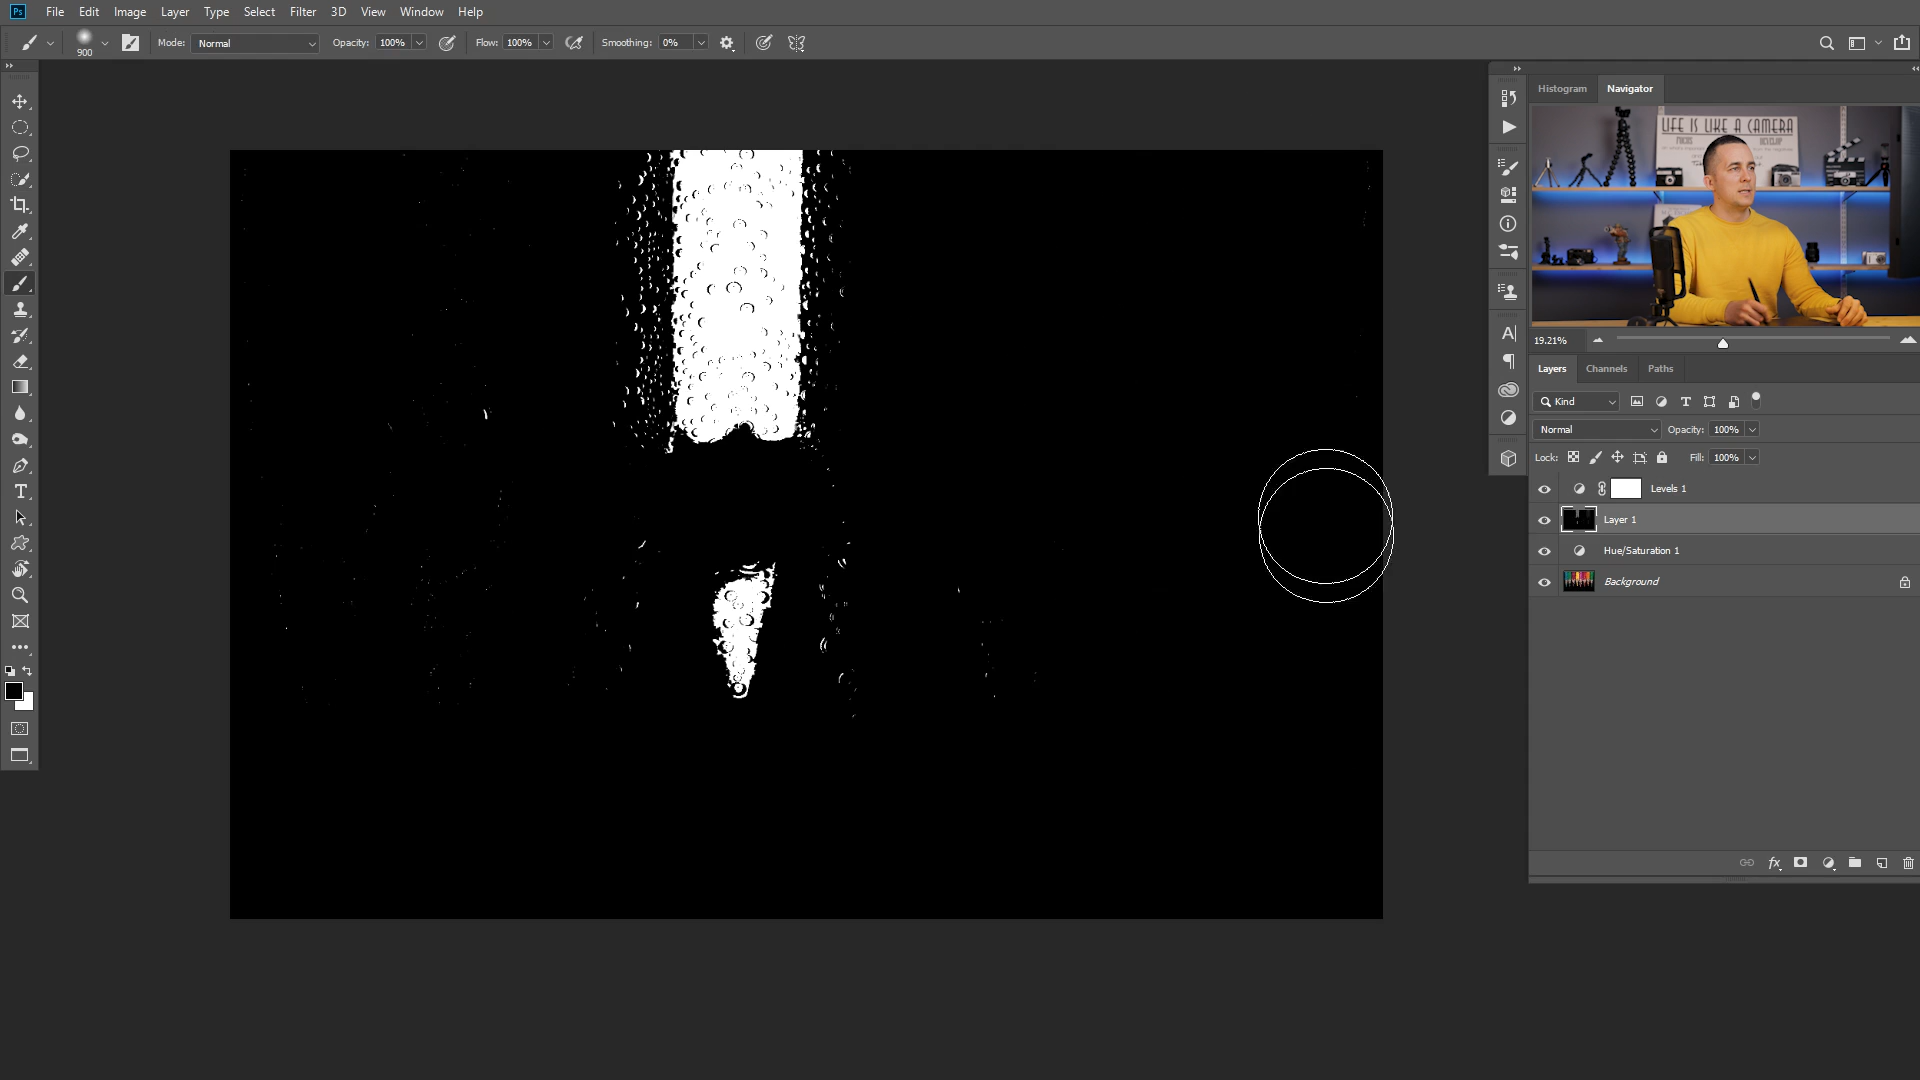 Ps File Edit Image Layer Type Select Filter 3D View Window Help
900 Mode: Normal Opacity: 100% Flow: 100% Smoothing: 0%
Histogram Navigator
LIFE IS LIKE A CAMERA
19.21%
Layers Channels Paths
Kind
Normal Opacity: 100%
Lock: Fill: 100%
Levels 1
Layer 1
Hue/Saturation 1
Background
fx